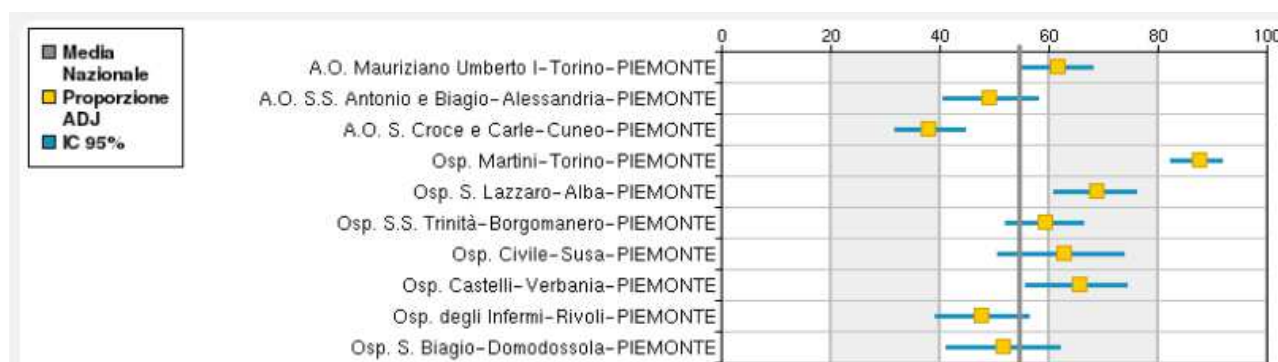 Media
Nazionale
Proporzione
ADJ
IC 95%
0 20 40 60 80 100
A.O. Mauriziano Umberto I-Torino-PIEMONTE
A.O. S.S. Antonio e Biagio-Alessandria-PIEMONTE
A.O. S. Croce e Carle-Cuneo-PIEMONTE
Osp. Martini-Torino-PIEMONTE
Osp. S. Lazzaro-Alba-PIEMONTE
Osp. S.S. Trinità-Borgomanero-PIEMONTE
Osp. Civile-Susa-PIEMONTE
Osp. Castelli-Verbania-PIEMONTE
Osp. degli Infermi-Rivoli-PIEMONTE
Osp. S. Biagio-Domodossola-PIEMONTE